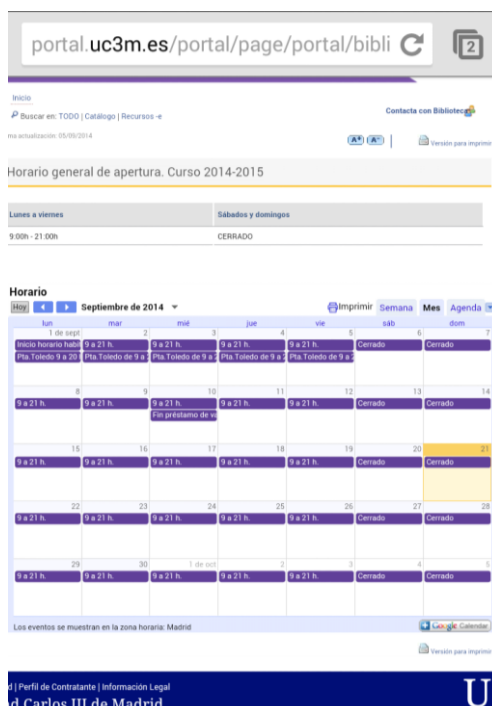 portal.uc3m.es/portal/page/portal/bibli
2
Inicio
Buscar en: TODO | Catálogo | Recursos -e
Contacta con Biblioteca
ma actualización: 05/09/2014
A+ A- | Versión para imprimir
Horario general de apertura. Curso 2014-2015
Lunes a viernes Sábados y domingos
9:00h - 21:00h CERRADO
Horario
Hoy Septiembre de 2014 Imprimir Semana Mes Agenda
lun mar mié jue vie sáb dom
1 de sept 2 3 4 5 6 7
Inicio horario habi 9 a 21 h. 9 a 21 h. 9 a 21 h. 9 a 21 h. Cerrado Cerrado
Pta.Toledo 9 a 20 Pta.Toledo de 9 a 2 Pta.Toledo de 9 a 2 Pta.Toledo de 9 a 2 Pta.Toledo de 9 a 2
8 9 10 11 12 13 14
9 a 21 h. 9 a 21 h. 9 a 21 h. 9 a 21 h. 9 a 21 h. Cerrado Cerrado
Fin préstamo de va
15 16 17 18 19 20 21
9 a 21 h. 9 a 21 h. 9 a 21 h. 9 a 21 h. 9 a 21 h. Cerrado Cerrado
22 23 24 25 26 27 28
9 a 21 h. 9 a 21 h. 9 a 21 h. 9 a 21 h. 9 a 21 h. Cerrado Cerrado
29 30 1 de oct 2 3 4 5
9 a 21 h. 9 a 21 h. 9 a 21 h. 9 a 21 h. 9 a 21 h. Cerrado Cerrado
Los eventos se muestran en la zona horaria: Madrid Google Calendar
Versión para imprimir
d | Perfil de Contratante | Información Legal
d Carlos III de Madrid
U